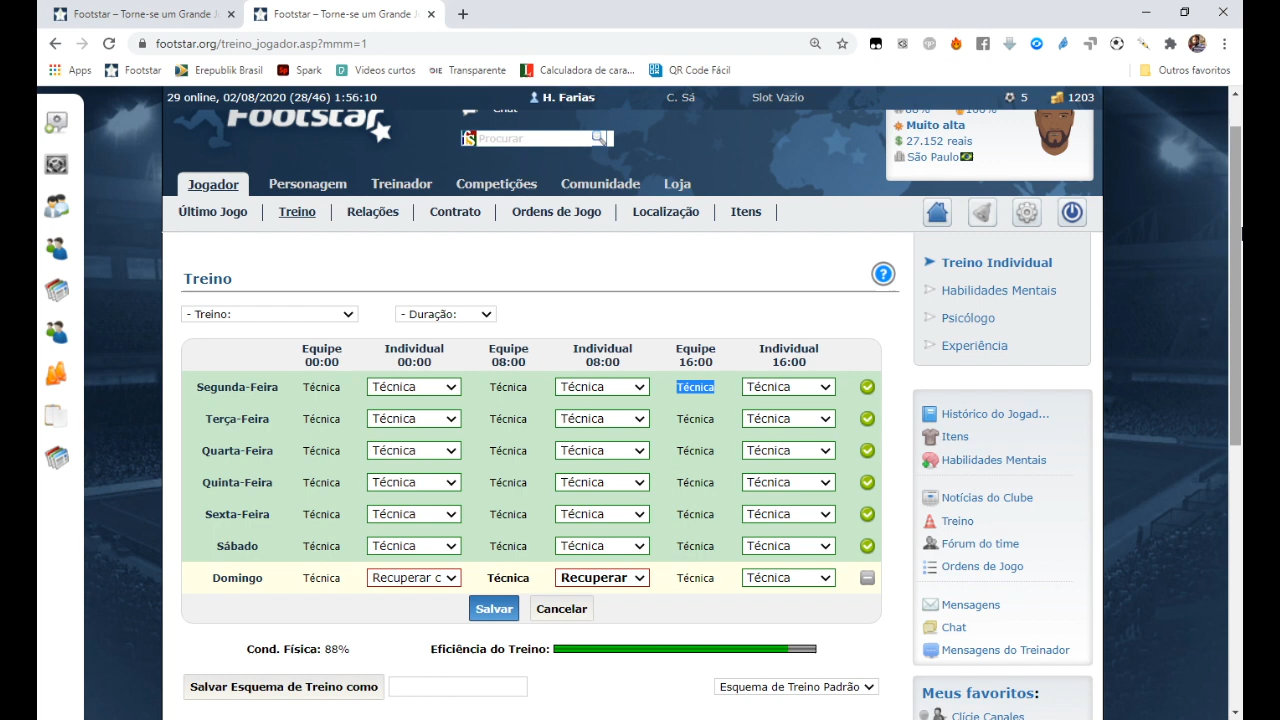 Footstar – Torne-se um Grande J
Footstar – Torne-se um Grande J
footstar.org/treino_jogador.asp?mmm=1
Apps Footstar Erepublik Brasil Spark Videos curtos Transparente Calculadora de cara... QR Code Fácil Outros favoritos
29 online, 02/08/2020 (28/46) 1:56:10 H. Farias C. Sá Slot Vazio 5 1203
Chat
Footstar
fs Procurar
Muito alta
27.152 reais
São Paulo
Jogador Personagem Treinador Competições Comunidade Loja
Último Jogo Treino Relações Contrato Ordens de Jogo Localização Itens
Treino
- Treino: - Duração:
Equipe 00:00 Individual 00:00 Equipe 08:00 Individual 08:00 Equipe 16:00 Individual 16:00
Segunda-Feira Técnica Técnica Técnica Técnica Técnica Técnica
Terça-Feira Técnica Técnica Técnica Técnica Técnica Técnica
Quarta-Feira Técnica Técnica Técnica Técnica Técnica Técnica
Quinta-Feira Técnica Técnica Técnica Técnica Técnica Técnica
Sexta-Feira Técnica Técnica Técnica Técnica Técnica Técnica
Sábado Técnica Técnica Técnica Técnica Técnica Técnica
Domingo Técnica Recuperar c Técnica Recuperar Técnica Técnica
Salvar Cancelar
Cond. Física: 88% Eficiência do Treino:
Salvar Esquema de Treino como Esquema de Treino Padrão
Treino Individual
Habilidades Mentais
Psicólogo
Experiência
Histórico do Jogad...
Itens
Habilidades Mentais
Notícias do Clube
Treino
Fórum do time
Ordens de Jogo
Mensagens
Chat
Mensagens do Treinador
Meus favoritos:
Clície Canales